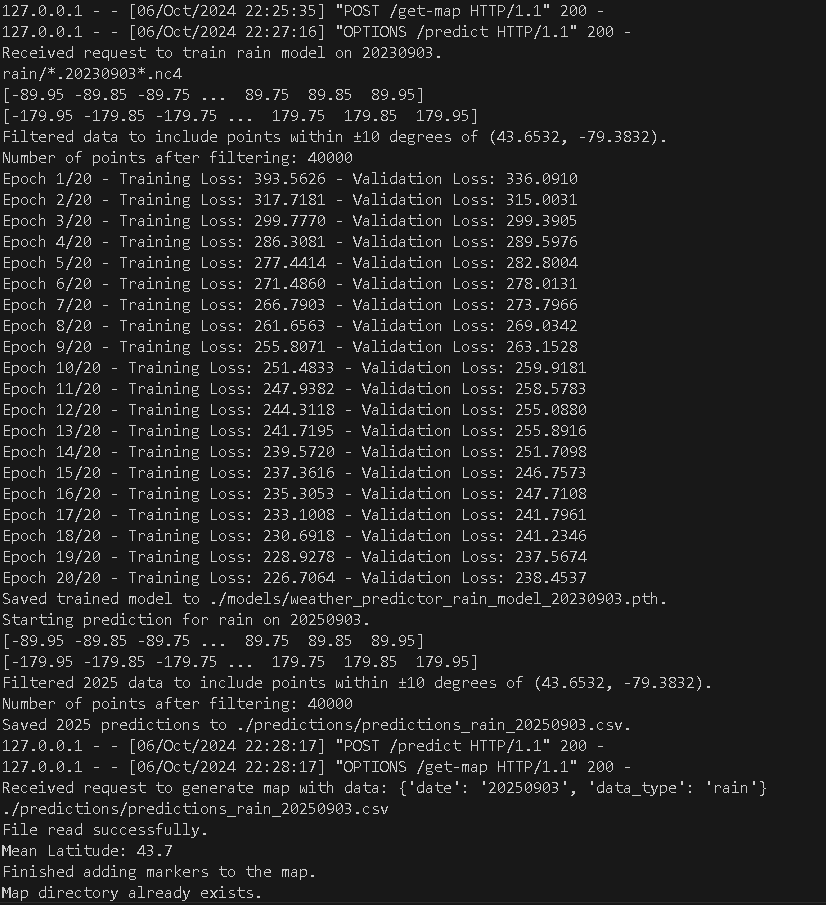 127.0.0.1 - - [06/Oct/2024 22:25:35] "POST /get-map HTTP/1.1" 200 -
127.0.0.1 - - [06/Oct/2024 22:27:16] "OPTIONS /predict HTTP/1.1" 200 -
Received request to train rain model on 20230903.
rain/*.20230903*.nc4
[-89.95 -89.85 -89.75 ...  89.75  89.85  89.95]
[-179.95 -179.85 -179.75 ...  179.75  179.85  179.95]
Filtered data to include points within ±10 degrees of (43.6532, -79.3832).
Number of points after filtering: 40000
Epoch 1/20 - Training Loss: 393.5626 - Validation Loss: 336.0910
Epoch 2/20 - Training Loss: 317.7181 - Validation Loss: 315.0031
Epoch 3/20 - Training Loss: 299.7770 - Validation Loss: 299.3905
Epoch 4/20 - Training Loss: 286.3081 - Validation Loss: 289.5976
Epoch 5/20 - Training Loss: 277.4414 - Validation Loss: 282.8004
Epoch 6/20 - Training Loss: 271.4860 - Validation Loss: 278.0131
Epoch 7/20 - Training Loss: 266.7903 - Validation Loss: 273.7966
Epoch 8/20 - Training Loss: 261.6563 - Validation Loss: 269.0342
Epoch 9/20 - Training Loss: 255.8071 - Validation Loss: 263.1528
Epoch 10/20 - Training Loss: 251.4833 - Validation Loss: 259.9181
Epoch 11/20 - Training Loss: 247.9382 - Validation Loss: 258.5783
Epoch 12/20 - Training Loss: 244.3118 - Validation Loss: 255.0880
Epoch 13/20 - Training Loss: 241.7195 - Validation Loss: 255.8916
Epoch 14/20 - Training Loss: 239.5720 - Validation Loss: 251.7098
Epoch 15/20 - Training Loss: 237.3616 - Validation Loss: 246.7573
Epoch 16/20 - Training Loss: 235.3053 - Validation Loss: 247.7108
Epoch 17/20 - Training Loss: 233.1008 - Validation Loss: 241.7961
Epoch 18/20 - Training Loss: 230.6918 - Validation Loss: 241.2346
Epoch 19/20 - Training Loss: 228.9278 - Validation Loss: 237.5674
Epoch 20/20 - Training Loss: 226.7064 - Validation Loss: 238.4537
Saved trained model to ./models/weather_predictor_rain_model_20230903.pth.
Starting prediction for rain on 20250903.
[-89.95 -89.85 -89.75 ...  89.75  89.85  89.95]
[-179.95 -179.85 -179.75 ...  179.75  179.85  179.95]
Filtered 2025 data to include points within ±10 degrees of (43.6532, -79.3832).
Number of points after filtering: 40000
Saved 2025 predictions to ./predictions/predictions_rain_20250903.csv.
127.0.0.1 - - [06/Oct/2024 22:28:17] "POST /predict HTTP/1.1" 200 -
127.0.0.1 - - [06/Oct/2024 22:28:17] "OPTIONS /get-map HTTP/1.1" 200 -
Received request to generate map with data: {'date': '20250903', 'data_type': 'rain'}
./predictions/predictions_rain_20250903.csv
File read successfully.
Mean Latitude: 43.7
Finished adding markers to the map.
Map directory already exists.